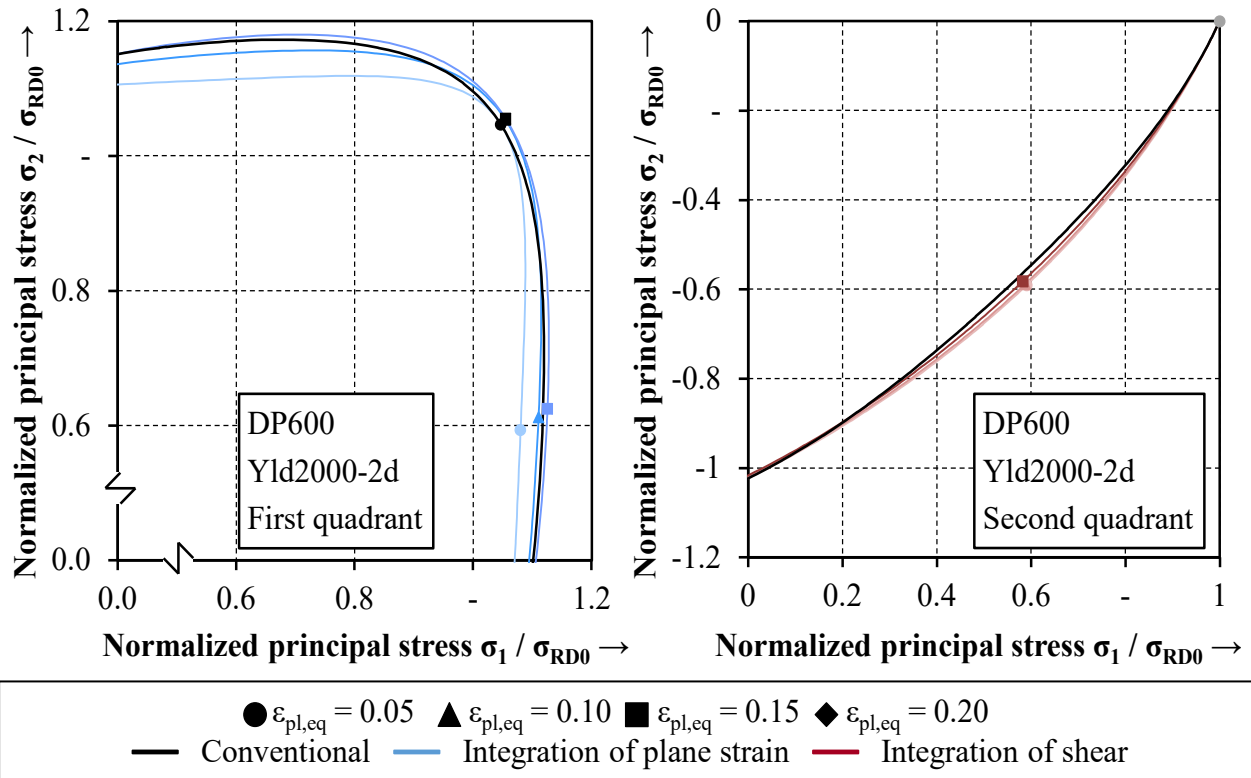 Normalized principal stress σ2 / σRD0 →
1.2
-
0.8
0.6
0.0
DP600
Yld2000-2d
First quadrant
0.0 0.6 0.8 - 1.2
Normalized principal stress σ1 / σRD0 →
Normalized principal stress σ2 / σRD0 →
0
-
-0.4
-0.6
-0.8
-1
-1.2
DP600
Yld2000-2d
Second quadrant
0 0.2 0.4 0.6 - 1
Normalized principal stress σ1 / σRD0 →
εpl,eq = 0.05 εpl,eq = 0.10 εpl,eq = 0.15 εpl,eq = 0.20
Conventional Integration of plane strain Integration of shear